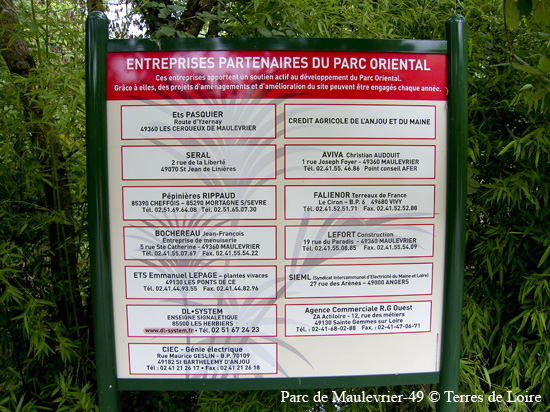 ENTREPRISES PARTENAIRES DU PARC ORIENTAL
Ces entreprises apportent un soutien actif au développement du Parc Oriental.
Grâce à elles, des projets d'aménagements et d'amélioration du site peuvent être engagés chaque année.
Ets PASQUIER
Route d'Yzernay
49360 LES CERQUEUX DE MAULEVRIER
CREDIT AGRICOLE DE L'ANJOU ET DU MAINE
SERAL
2 rue de la Liberté
49070 St Jean de Linières
AVIVA Christian AUDOUIT
1 rue Joseph Foyer - 49360 MAULEVRIER
Tél. 02.41.55. 46.86 Point conseil AFER
Pépinières RIPPAUD
85390 CHEFFOIS - 85290 MORTAGNE S/SEVRE
Tél. 02.51.69.64.08 Tél. 02.51.65.07.30
FALIENOR Terreaux de France
Le Ciron - B.P. 6 49680 VIVY
Tél. 02.41.52.51.71 Fax. 02.41.52.52.88
BOCHEREAU Jean-François
Entreprise de menuiserie
5 rue Ste Catherine - 49360 MAULEVRIER
Tél. 02.41.55.07.67 Fax. 02.41.55.54.22
LEFORT Construction
19 rue du Paradis - 49360 MAULEVRIER
Tél. 02.41.55.08.85 Fax. 02.41.55.54.09
ETS Emmanuel LEPAGE - plantes vivaces
49130 LES PONTS DE CE
Tél. 02.41.44.93.55 Fax. 02.41.44.82.96
SIEML (Syndicat Intercommunal d'Electricité du Maine et Loire)
27 rue des Arènes - 49000 ANGERS
DL•SYSTEM
ENSEIGNE SIGNALÉTIQUE
85500 LES HERBIERS
www.dl-system.fr • Tél. 02 51 67 24 23
Agence Commerciale R.G Ouest
ZA Actiloire - 12, rue des métiers
49130 Sainte Gemmes sur Loire
Tél. : 02-41-68-02-88 Fax. : 02-41-47-06-71
CIEC - Génie électrique
Rue Maurice GESLIN - B.P. 70109
49182 St BARTHELEMY D'ANJOU
Tél : 02 41 21 26 17 - Fax : 02 41 21 26 18
Parc de Maulevrier-49 © Terres de Loire